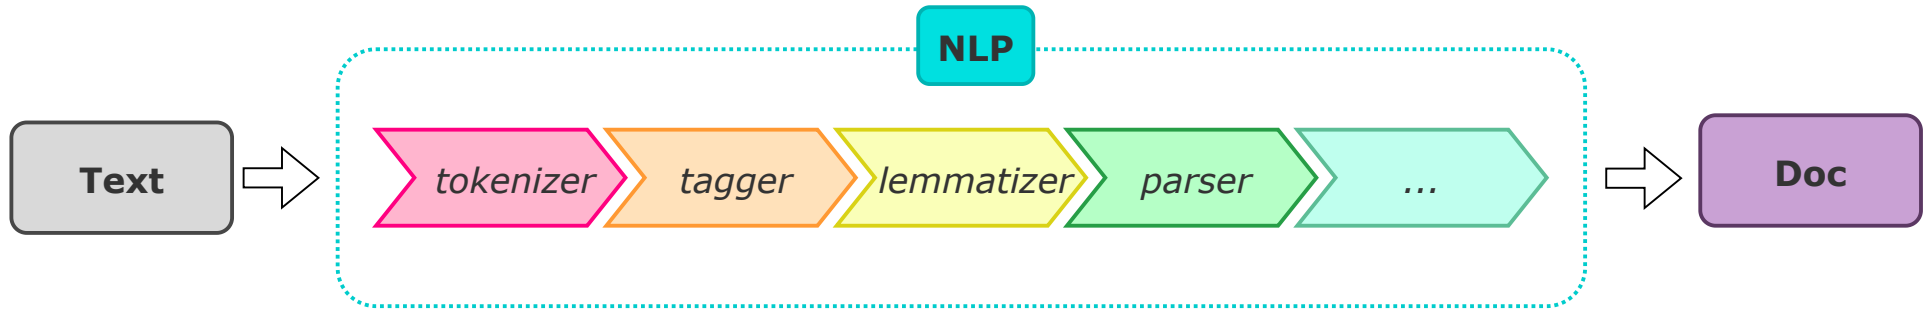 NLP
Text
tokenizer
tagger
lemmatizer
parser
...
Doc